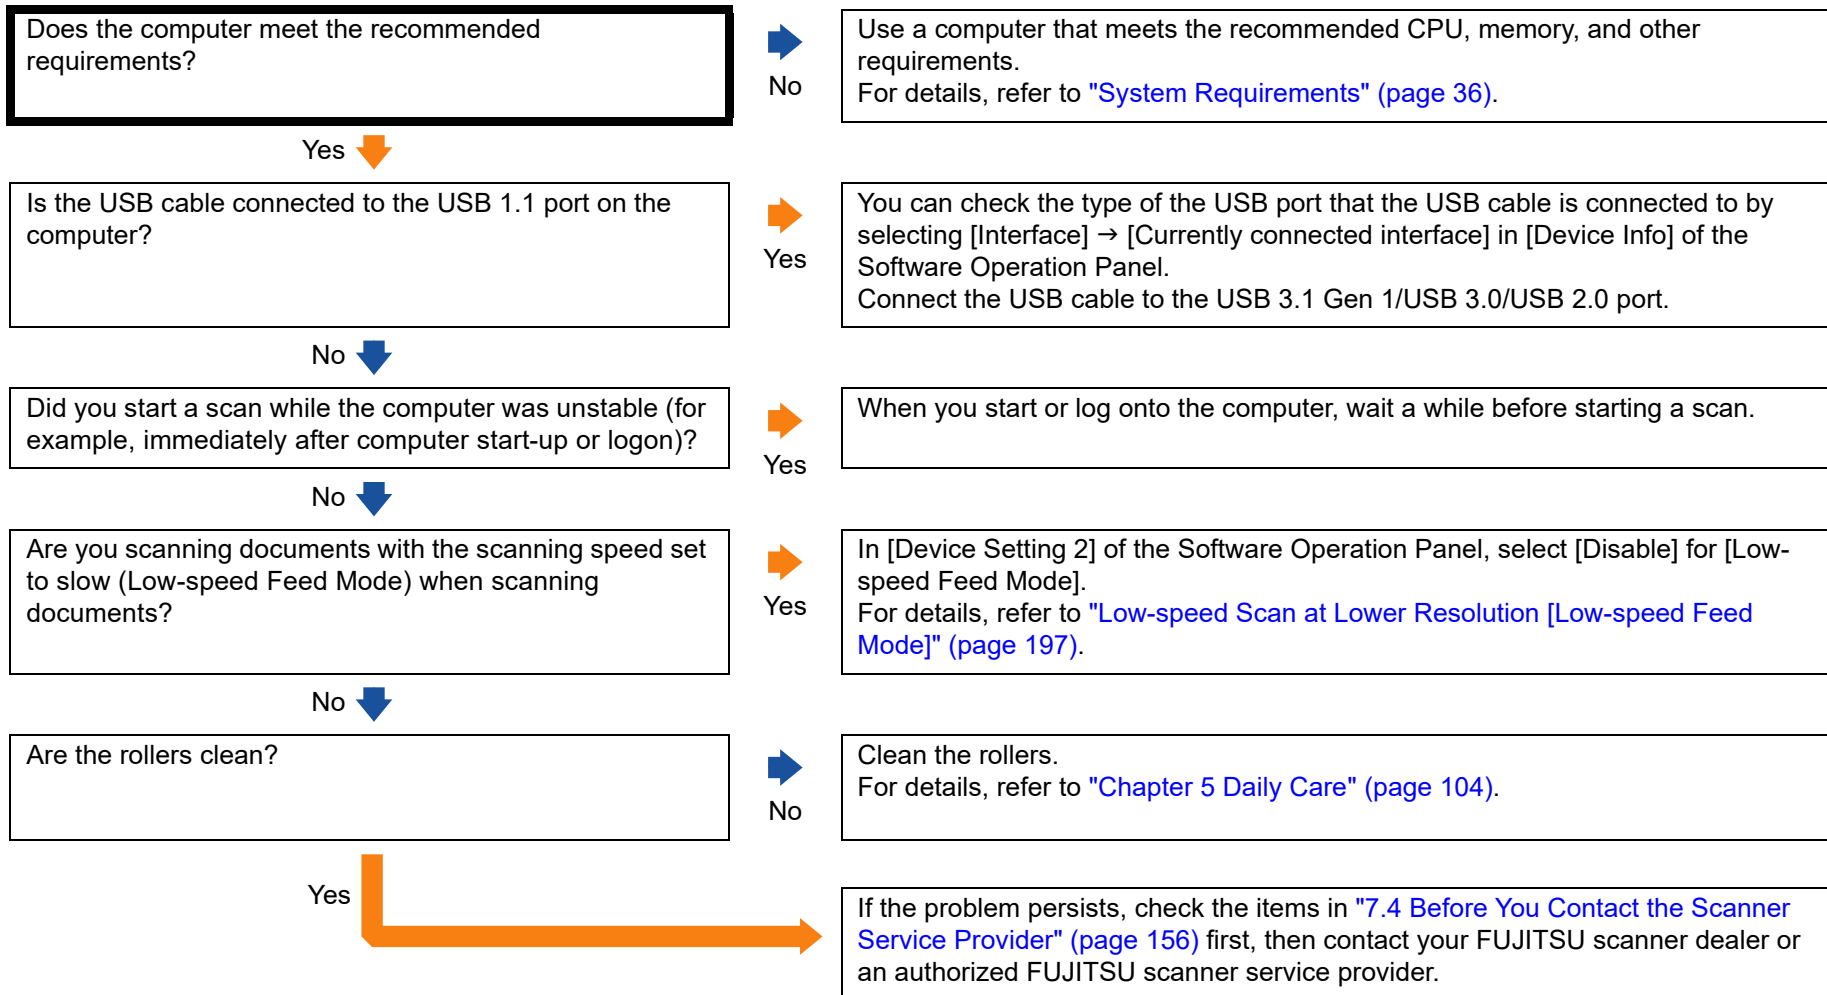 Does the computer meet the recommended
requirements?
No
Use a computer that meets the recommended CPU, memory, and other
requirements.
For details, refer to "System Requirements" (page 36).
Yes
Is the USB cable connected to the USB 1.1 port on the
computer?
Yes
You can check the type of the USB port that the USB cable is connected to by
selecting [Interface] → [Currently connected interface] in [Device Info] of the
Software Operation Panel.
Connect the USB cable to the USB 3.1 Gen 1/USB 3.0/USB 2.0 port.
No
Did you start a scan while the computer was unstable (for
example, immediately after computer start-up or logon)?
Yes
When you start or log onto the computer, wait a while before starting a scan.
No
Are you scanning documents with the scanning speed set
to slow (Low-speed Feed Mode) when scanning
documents?
Yes
In [Device Setting 2] of the Software Operation Panel, select [Disable] for [Low-
speed Feed Mode].
For details, refer to "Low-speed Scan at Lower Resolution [Low-speed Feed
Mode]" (page 197).
No
Are the rollers clean?
No
Clean the rollers.
For details, refer to "Chapter 5 Daily Care" (page 104).
Yes
If the problem persists, check the items in "7.4 Before You Contact the Scanner
Service Provider" (page 156) first, then contact your FUJITSU scanner dealer or
an authorized FUJITSU scanner service provider.